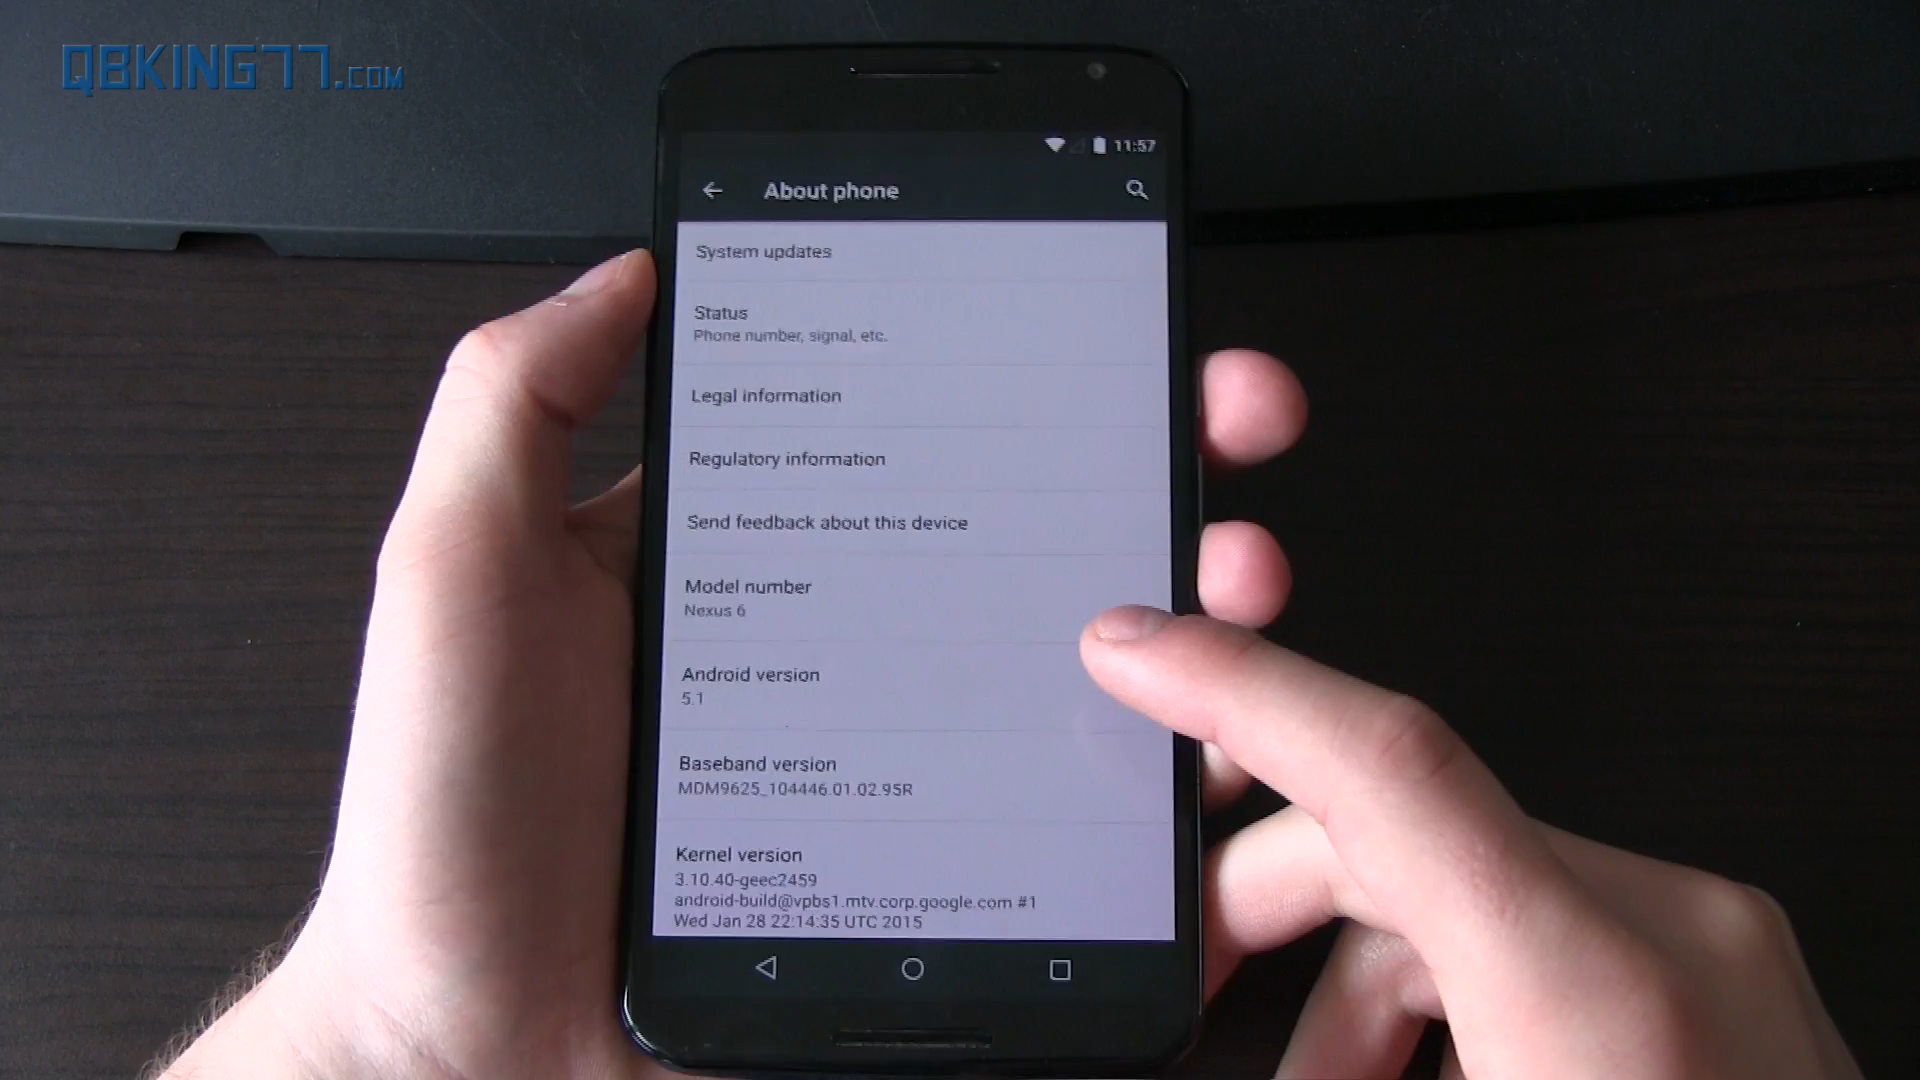 QBKING77.COM
11:57
About phone
System updates
Status
Phone number, signal, etc.
Legal information
Regulatory information
Send feedback about this device
Model number
Nexus 6
Android version
5.1
Baseband version
MDM9625_104446.01.02.95R
Kernel version
3.10.40-geec2459
android-build@vpbs1.mtv.corp.google.com #1
Wed Jan 28 22:14:35 UTC 2015